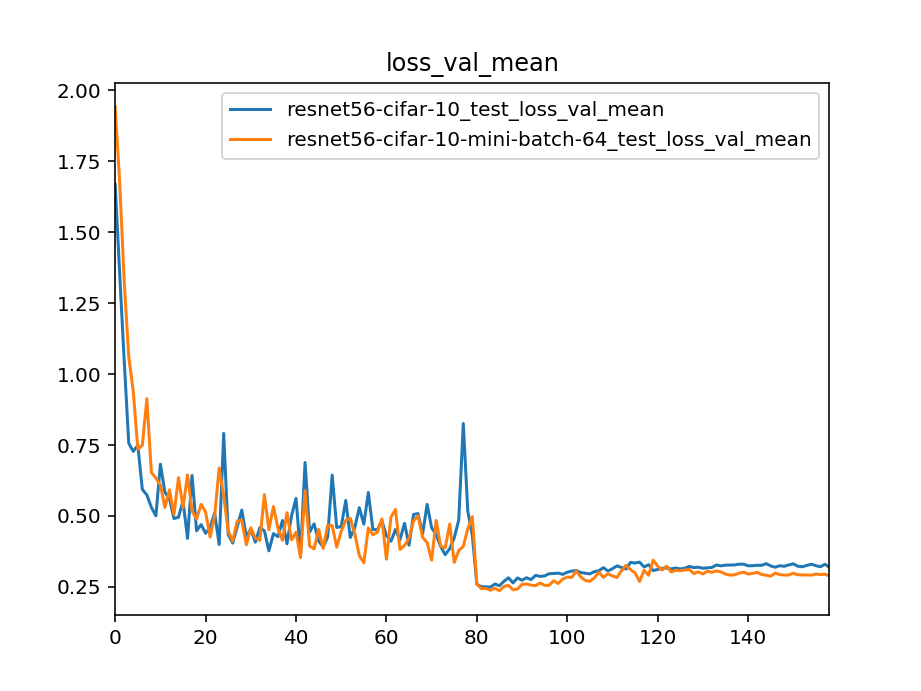 loss_val_mean
resnet56-cifar-10_test_loss_val_mean
resnet56-cifar-10-mini-batch-64_test_loss_val_mean
2.00
1.75
1.50
1.25
1.00
0.75
0.50
0.25
0 20 40 60 80 100 120 140